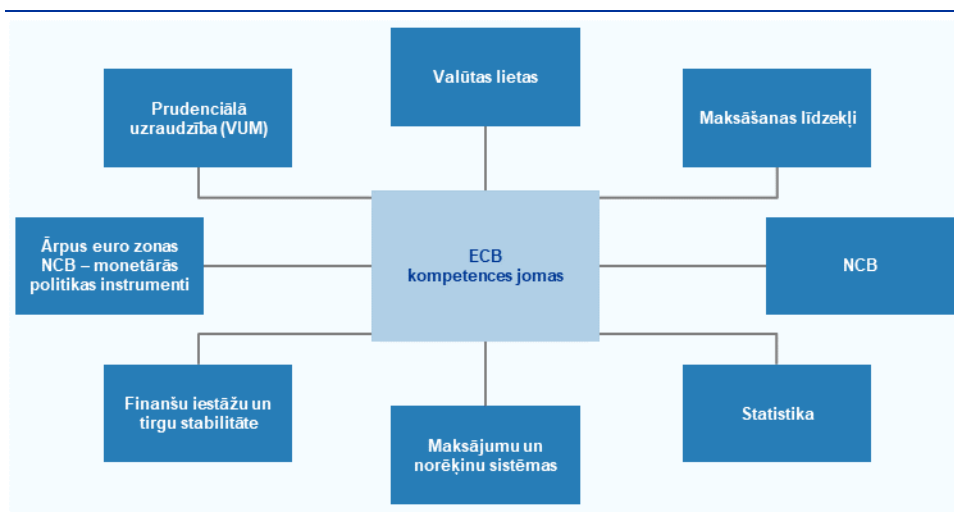 Valūtas lietas
Prudenciālā
uzraudzība (VUM)
Maksāšanas līdzekļi
Ārpus euro zonas
NCB – monetārās
politikas instrumenti
ECB
kompetences jomas
NCB
Finanšu iestāžu un
tirgu stabilitāte
Maksājumu un
norēķinu sistēmas
Statistika